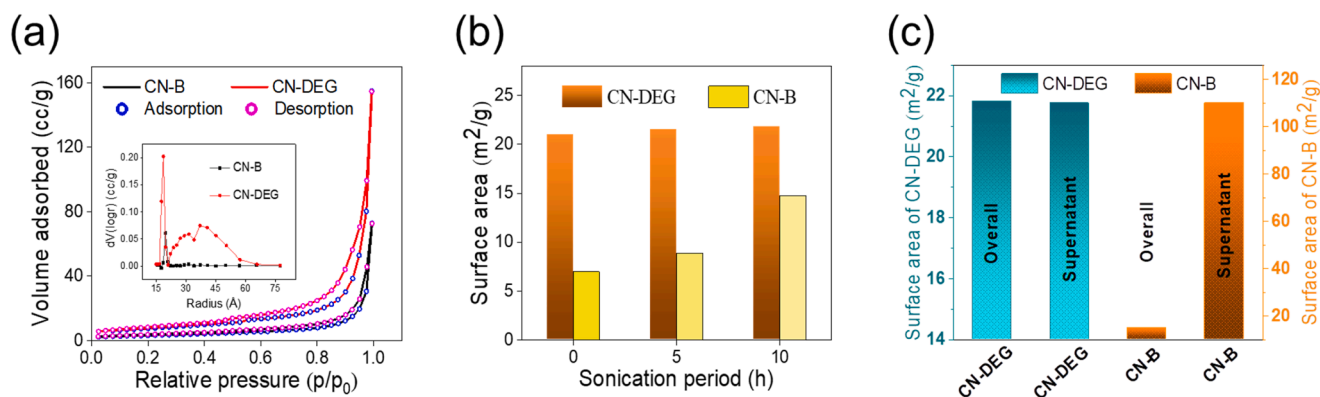 (a)
Volume adsorbed (cc/g)
160
120
80
40
0
CN-B
CN-DEG
Adsorption
Desorption
dV(logr) (cc/g)
0.20
0.15
0.10
0.05
0.00
CN-B
CN-DEG
15 30 45 60 75
Radius (Å)
0.0 0.2 0.4 0.6 0.8 1.0
Relative pressure (p/p0)
(b)
Surface area (m²/g)
25
20
15
10
5
0
CN-DEG
CN-B
0 5 10
Sonication period (h)
(c)
Surface area of CN-DEG (m²/g)
22
20
18
16
14
CN-DEG
CN-B
Overall
Supernatant
Overall
Supernatant
CN-DEG
CN-DEG
CN-B
CN-B
120
100
80
60
40
20
Surface area of CN-B (m²/g)